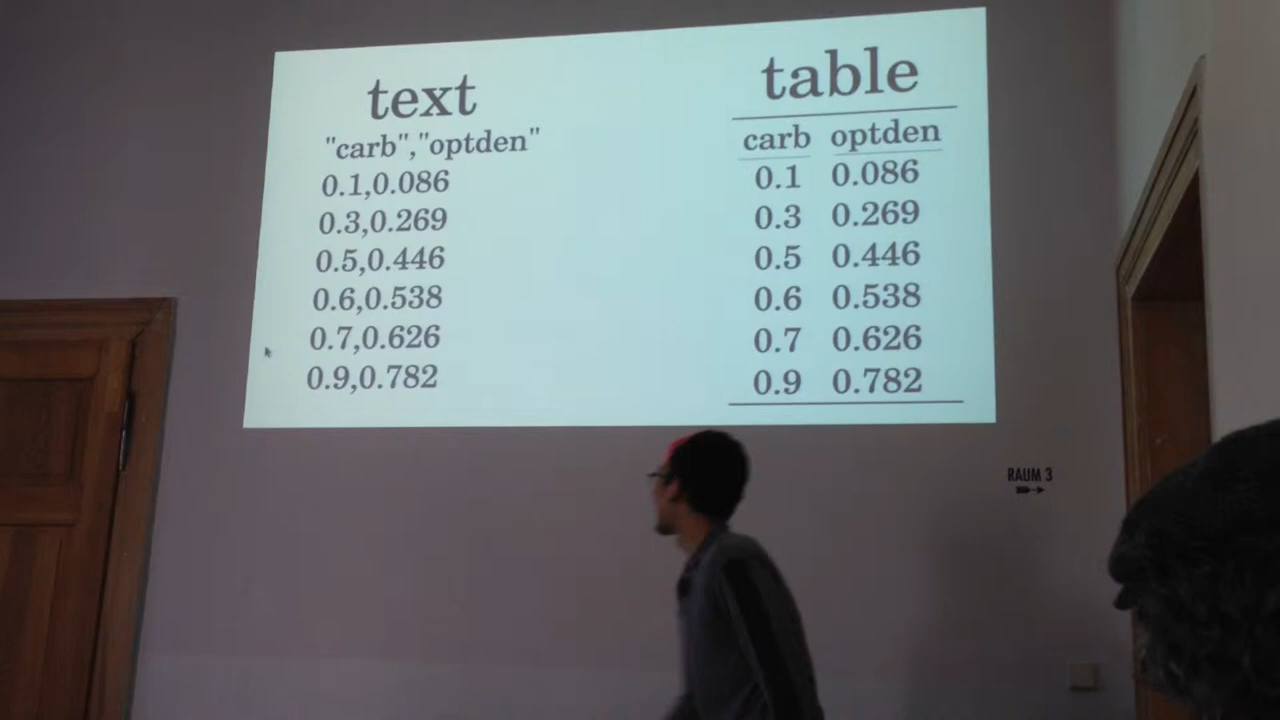 text
"carb","optden"
0.1,0.086
0.3,0.269
0.5,0.446
0.6,0.538
0.7,0.626
0.9,0.782
table
carb optden
0.1 0.086
0.3 0.269
0.5 0.446
0.6 0.538
0.7 0.626
0.9 0.782
RAUM 3